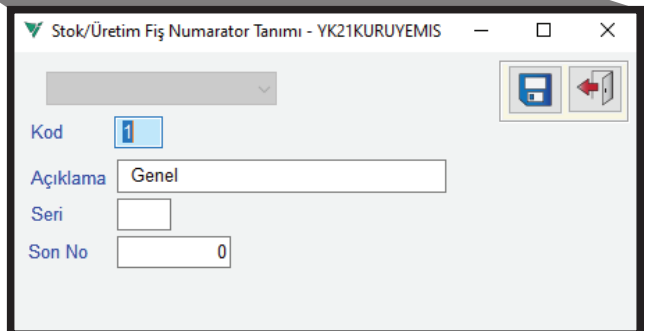 Stok/Üretim Fiş Numarator Tanımı - YK21KURUYEMIS
Kod 1
Açıklama Genel
Seri
Son No 0